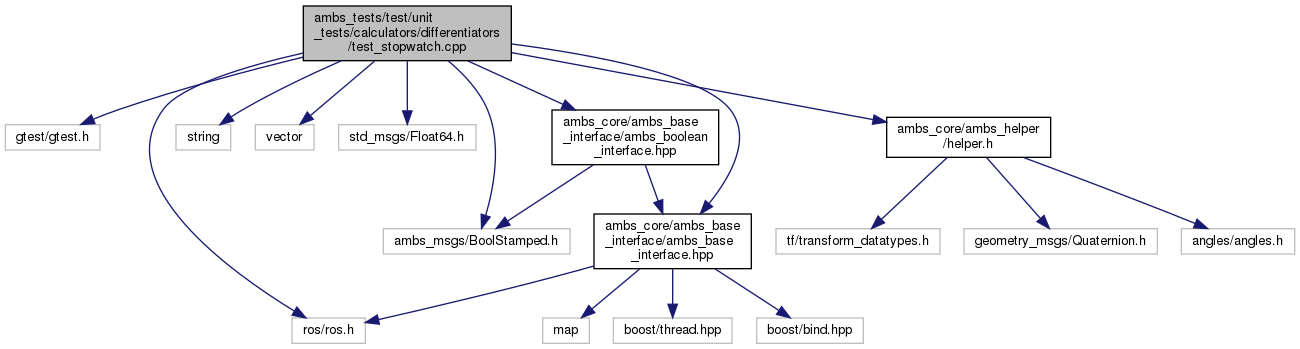 ambs_tests/test/unit
_tests/calculators/differentiators
/test_stopwatch.cpp
gtest/gtest.h
string
vector
std_msgs/Float64.h
ambs_core/ambs_base
_interface/ambs_boolean
_interface.hpp
ambs_core/ambs_helper
/helper.h
ambs_msgs/BoolStamped.h
ambs_core/ambs_base
_interface/ambs_base
_interface.hpp
tf/transform_datatypes.h
geometry_msgs/Quaternion.h
angles/angles.h
ros/ros.h
map
boost/thread.hpp
boost/bind.hpp